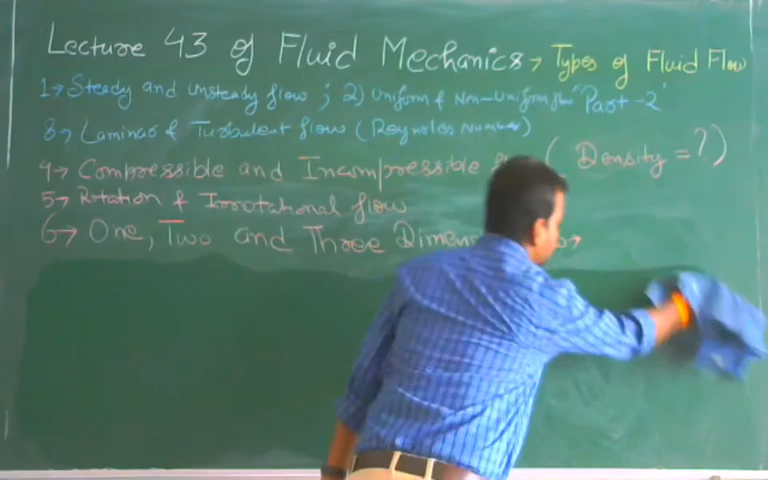 Lecture 43 of Fluid Mechanics → Types of Fluid Flow
1→ Steady and unsteady flow ; 2) Uniform & Non-uniform flow "Part-2"
3→ Laminar & Turbulent flow (Reynolds Number)
4→ Compressible and Incompressible ( Density = ?)
5→ Rotation & Irrotational flow
6→ One, Two and Three Dimens